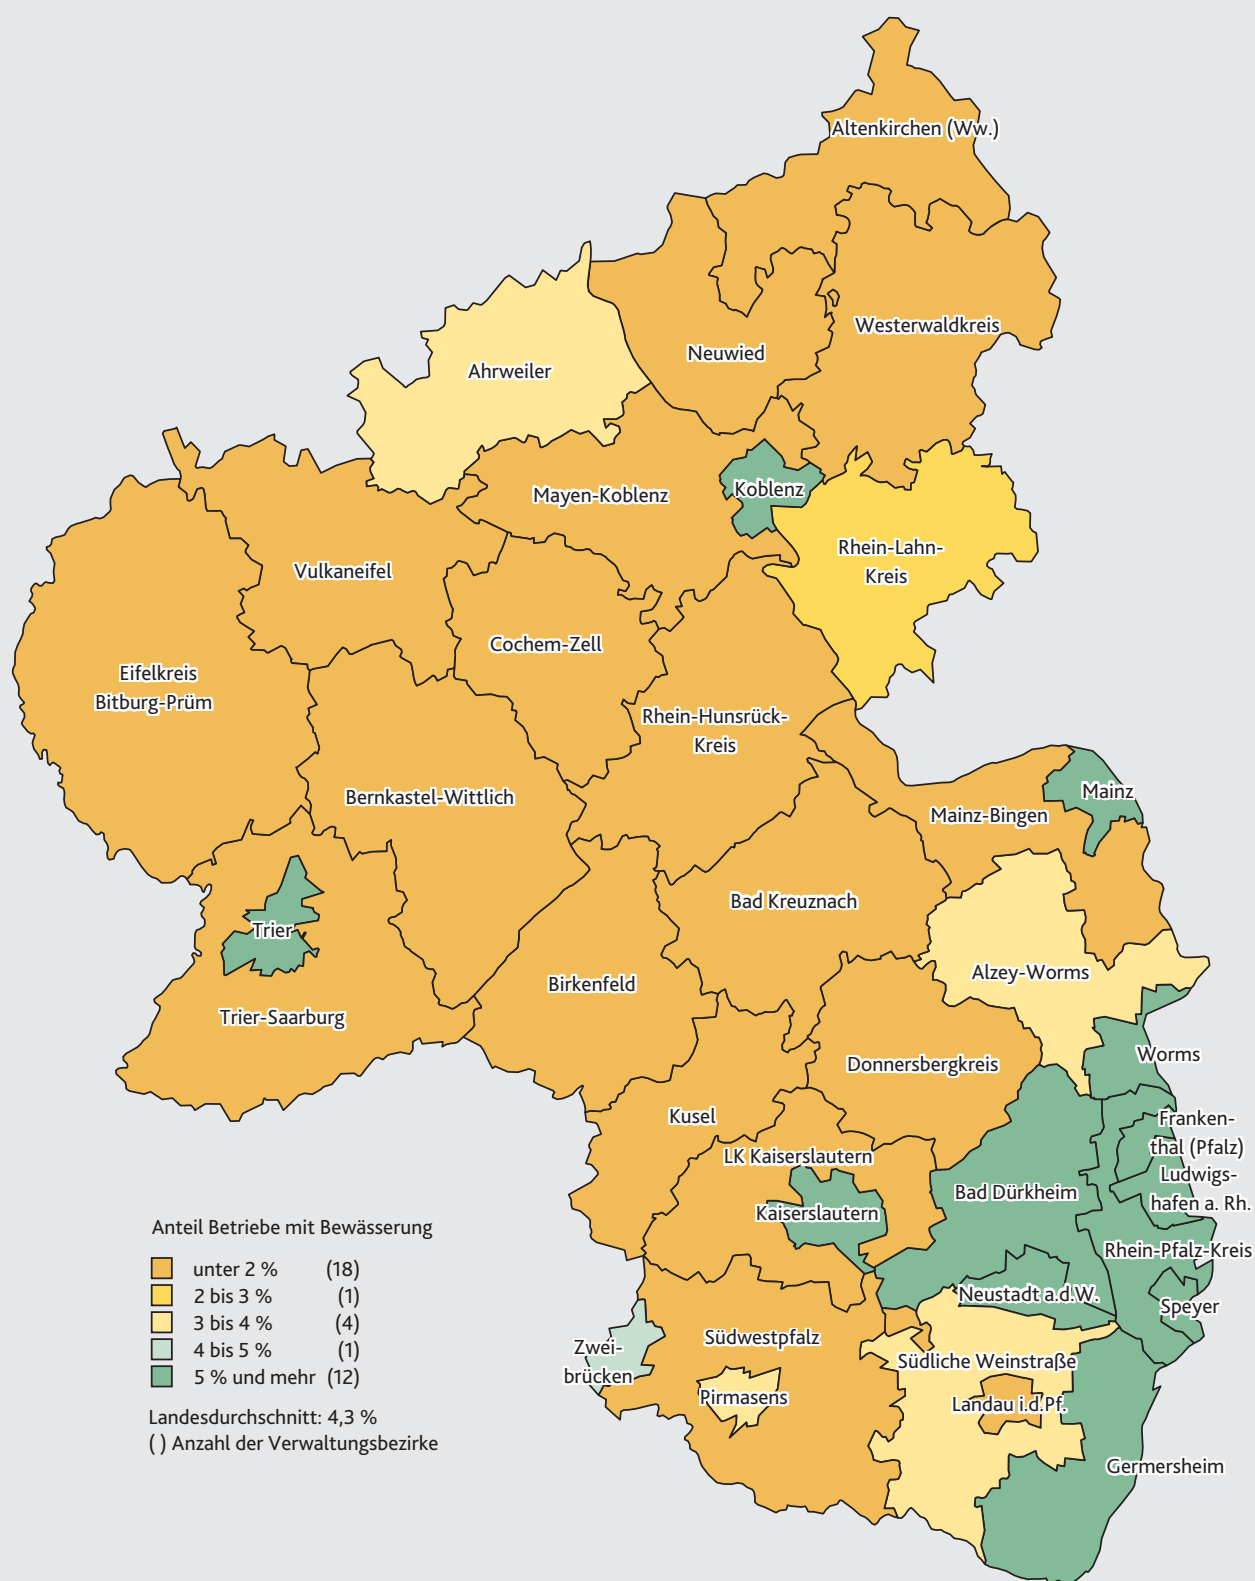 Altenkirchen (Ww.)
Westerwaldkreis
Neuwied
Ahrweiler
Mayen-Koblenz
Koblenz
Rhein-Lahn-
Kreis
Vulkaneifel
Cochem-Zell
Eifelkreis
Bitburg-Prüm
Rhein-Hunsrück-
Kreis
Bernkastel-Wittlich
Mainz
Mainz-Bingen
Bad Kreuznach
Trier
Alzey-Worms
Birkenfeld
Trier-Saarburg
Worms
Donnersbergkreis
Kusel
Franken-
thal (Pfalz)
LK Kaiserslautern
Ludwigs-
hafen a. Rh.
Bad Dürkheim
Kaiserslautern
Rhein-Pfalz-Kreis
Neustadt a.d.W.
Speyer
Südwestpfalz
Zwei-
brücken
Südliche Weinstraße
Pirmasens
Landau i.d.Pf.
Germersheim
Anteil Betriebe mit Bewässerung
unter 2 % (18)
2 bis 3 % (1)
3 bis 4 % (4)
4 bis 5 % (1)
5 % und mehr (12)
Landesdurchschnitt: 4,3 %
( ) Anzahl der Verwaltungsbezirke